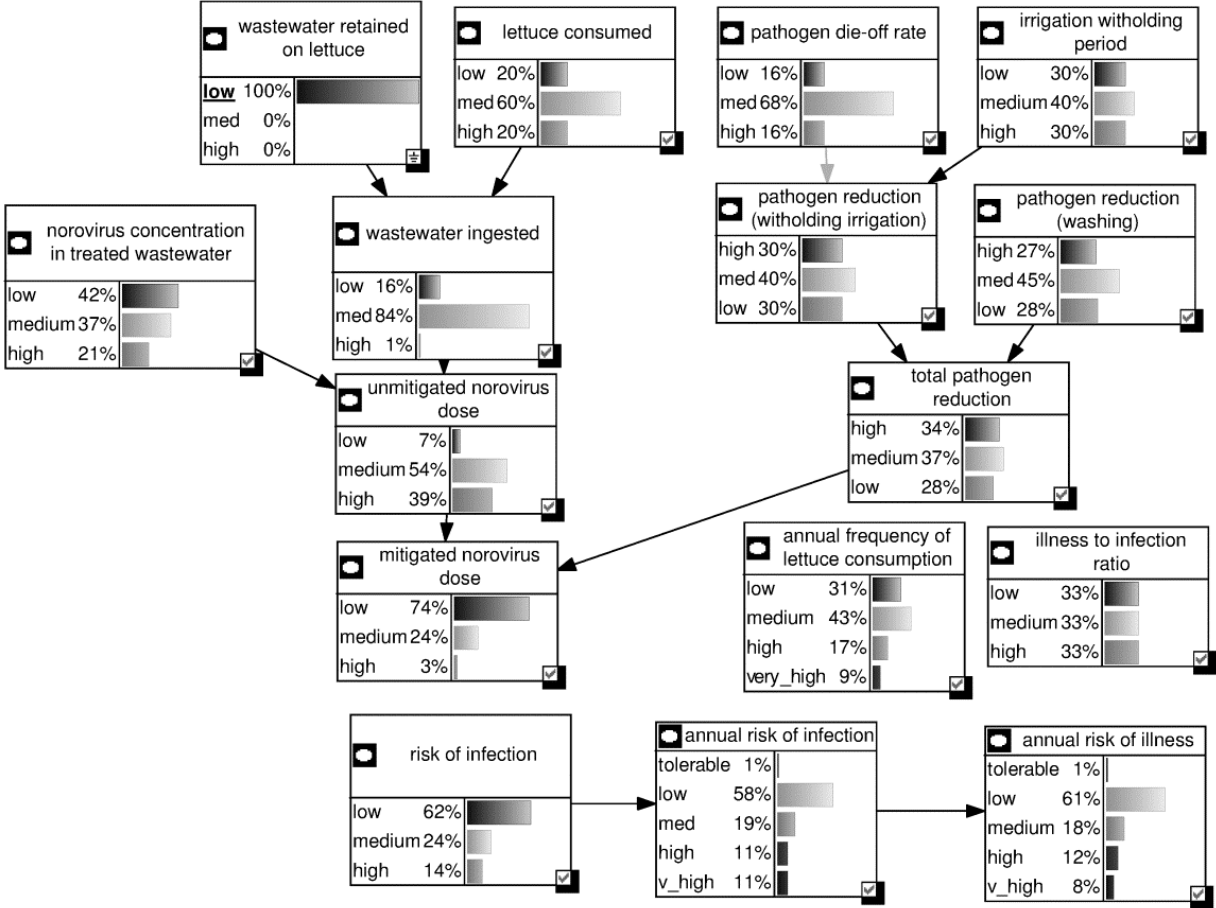 wastewater retained
on lettuce
low 100%
med 0%
high 0%
lettuce consumed
low 20%
med 60%
high 20%
pathogen die-off rate
low 16%
med 68%
high 16%
irrigation witholding
period
low 30%
medium 40%
high 30%
norovirus concentration
in treated wastewater
low 42%
medium 37%
high 21%
wastewater ingested
low 16%
med 84%
high 1%
pathogen reduction
(witholding irrigation)
high 30%
med 40%
low 30%
pathogen reduction
(washing)
high 27%
med 45%
low 28%
unmitigated norovirus
dose
low 7%
medium 54%
high 39%
total pathogen
reduction
high 34%
medium 37%
low 28%
mitigated norovirus
dose
low 74%
medium 24%
high 3%
annual frequency of
lettuce consumption
low 31%
medium 43%
high 17%
very_high 9%
illness to infection
ratio
low 33%
medium 33%
high 33%
risk of infection
low 62%
medium 24%
high 14%
annual risk of infection
tolerable 1%
low 58%
med 19%
high 11%
v_high 11%
annual risk of illness
tolerable 1%
low 61%
medium 18%
high 12%
v_high 8%